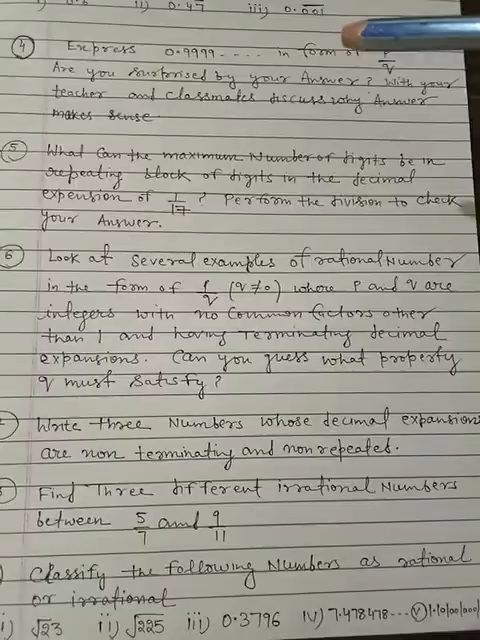 ii) 0.47 iii) 0.001
4 Express 0.9999..... in form of p/q
Are you surprised by your Answer? With your
teacher and classmates discuss why Answer
makes sense
5 What Can the maximum Number of digits be in
repeating block of digits in the decimal
expension of 1/17? Perform the division to check
your Answer.
6 Look at several examples of rational Number
in the form of p/q (q≠0) whore p and q are
integers with no Common factors other
than 1 and having Terminating decimal
expansions. Can you guess what property
q must satisfy?
Write three Numbers whose decimal expansion
are non terminating and non repeated.
Find Three different irrational Numbers
between 5/7 and 9/11
Classify the following Numbers as rational
or irrational
i) √23 ii) √225 iii) 0.3796 iv) 7.478478... v) 1.101001000